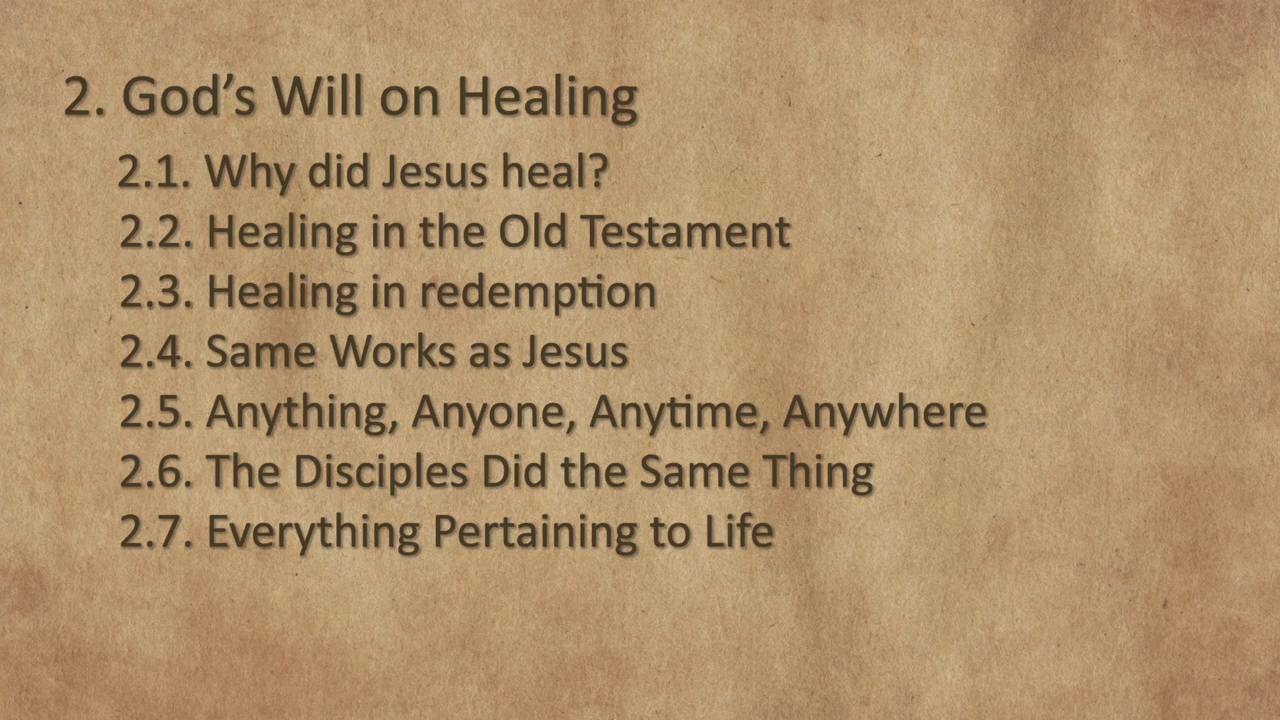 2. God’s Will on Healing
2.1. Why did Jesus heal?
2.2. Healing in the Old Testament
2.3. Healing in redemption
2.4. Same Works as Jesus
2.5. Anything, Anyone, Anytime, Anywhere
2.6. The Disciples Did the Same Thing
2.7. Everything Pertaining to Life